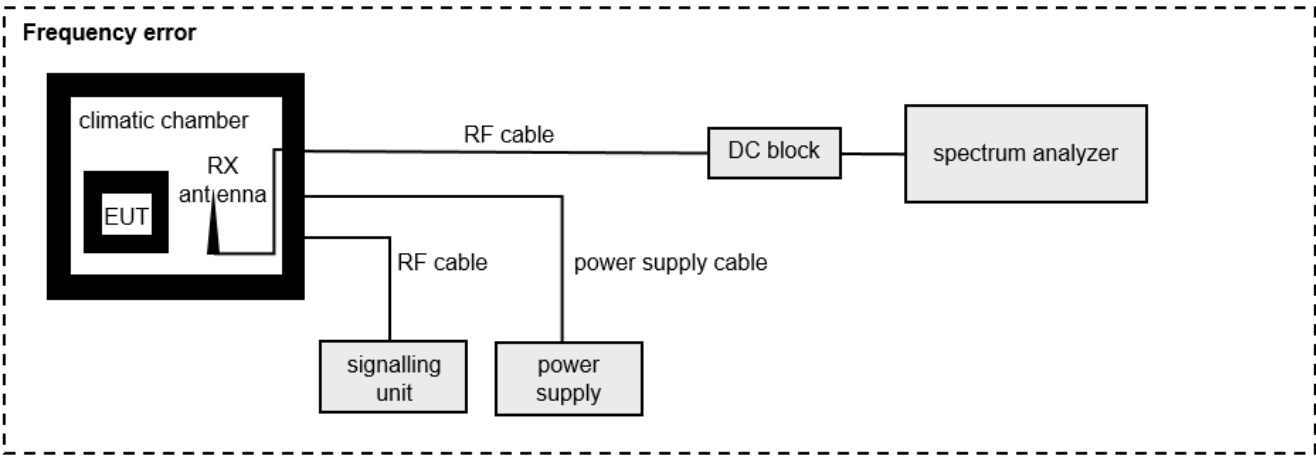 Frequency error
climatic chamber
RX
antenna
EUT
RF cable
DC block
spectrum analyzer
RF cable
power supply cable
signalling
unit
power
supply